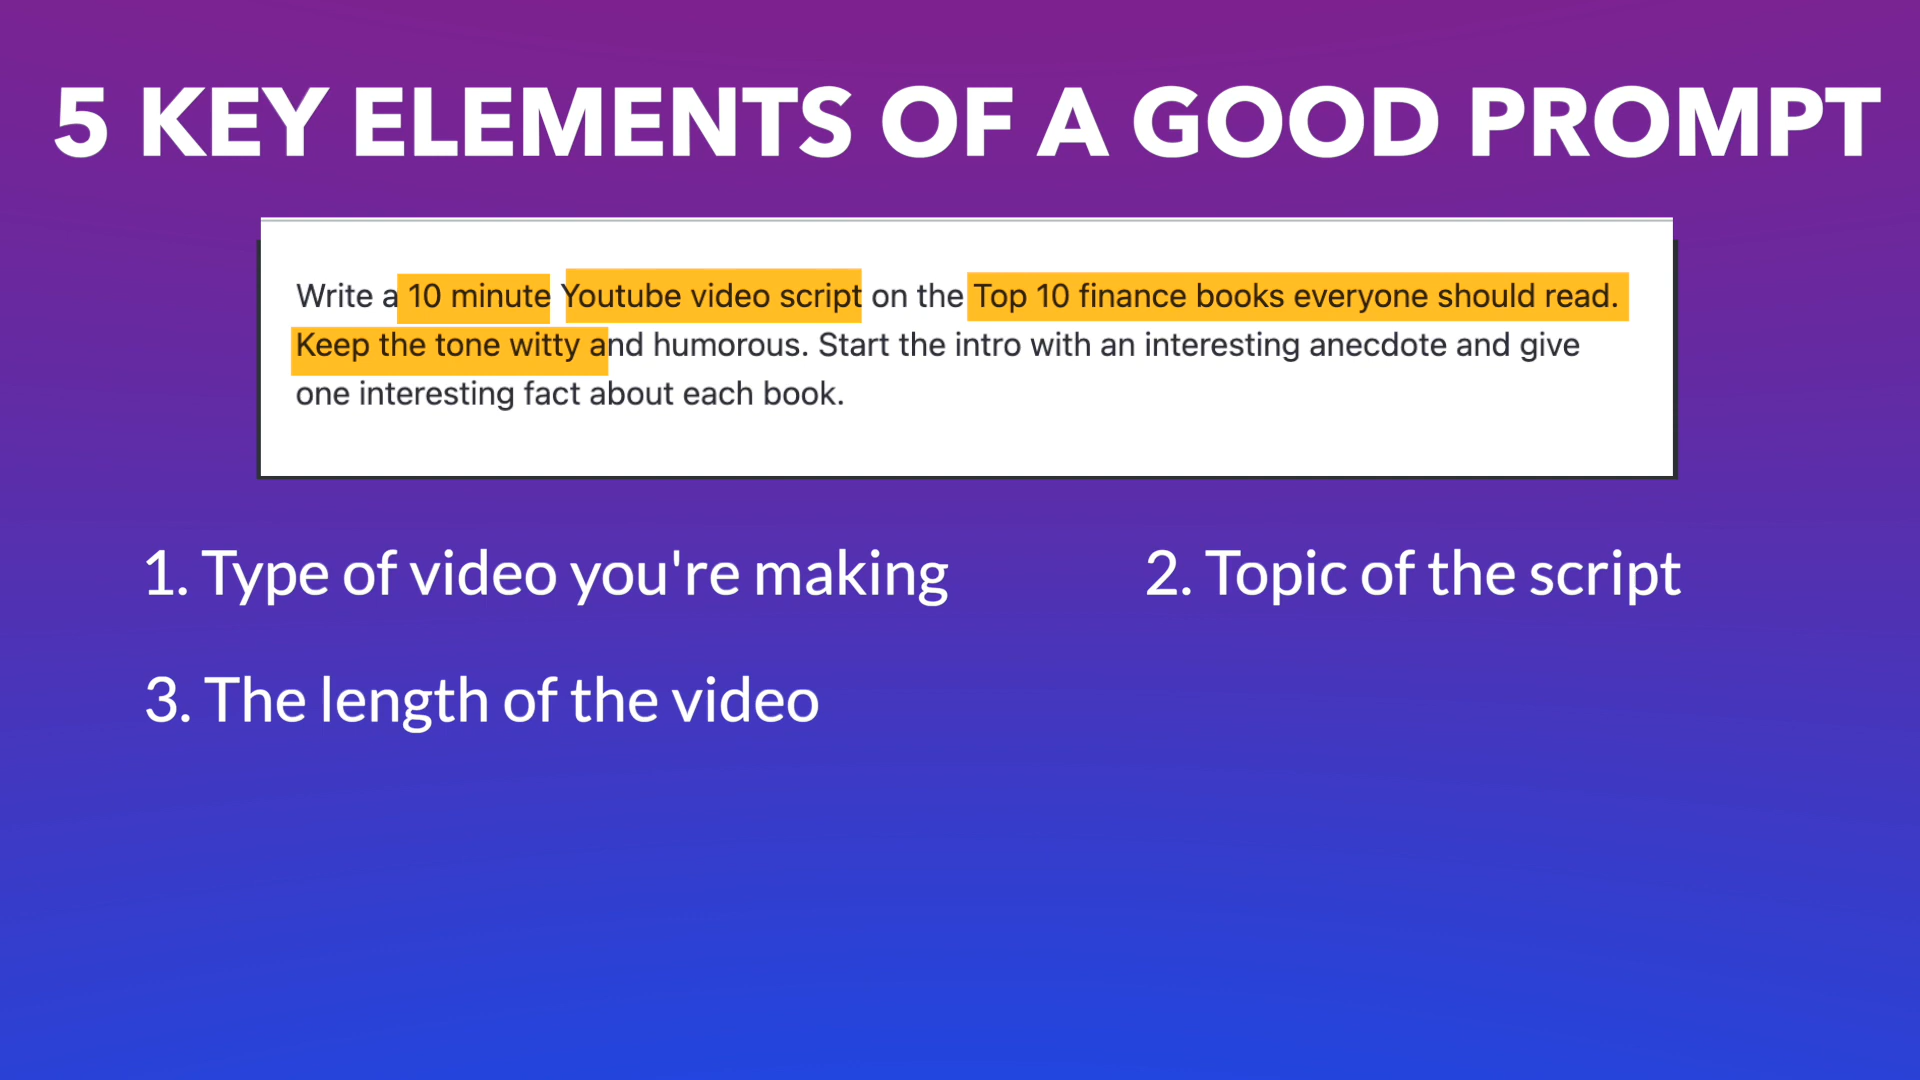 5 KEY ELEMENTS OF A GOOD PROMPT
Write a 10 minute Youtube video script on the Top 10 finance books everyone should read.
Keep the tone witty and humorous. Start the intro with an interesting anecdote and give
one interesting fact about each book.
1. Type of video you're making
2. Topic of the script
3. The length of the video